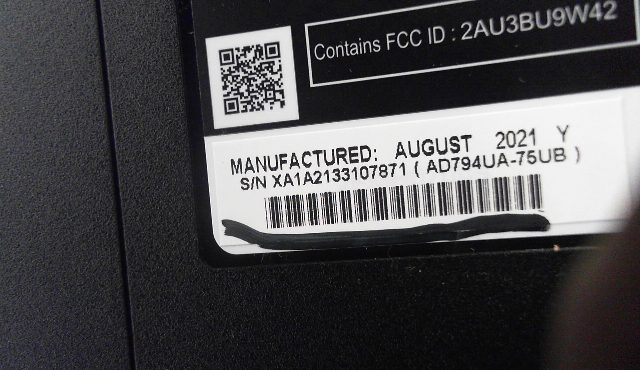 Contains FCC ID : 2AU3BU9W42
MANUFACTURED: AUGUST 2021 Y
S/N XA1A2133107871 ( AD794UA-75UB )